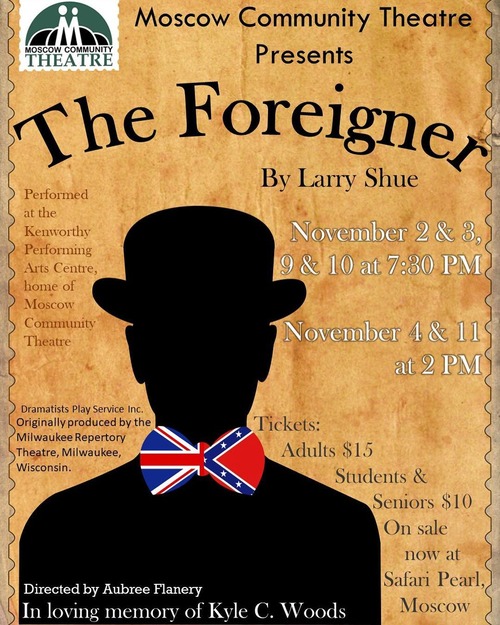 MOSCOW COMMUNITY
THEATRE
Moscow Community Theatre
Presents
The Foreigner
By Larry Shue
Performed
at the
Kenworthy
Performing
Arts Centre,
home of
Moscow
Community
Theatre
November 2 & 3,
9 & 10 at 7:30 PM
November 4 & 11
at 2 PM
Dramatists Play Service Inc.
Originally produced by the
Milwaukee Repertory
Theatre, Milwaukee,
Wisconsin.
Tickets:
Adults $15
Students &
Seniors $10
On sale
now at
Safari Pearl,
Moscow
Directed by Aubree Flanery
In loving memory of Kyle C. Woods